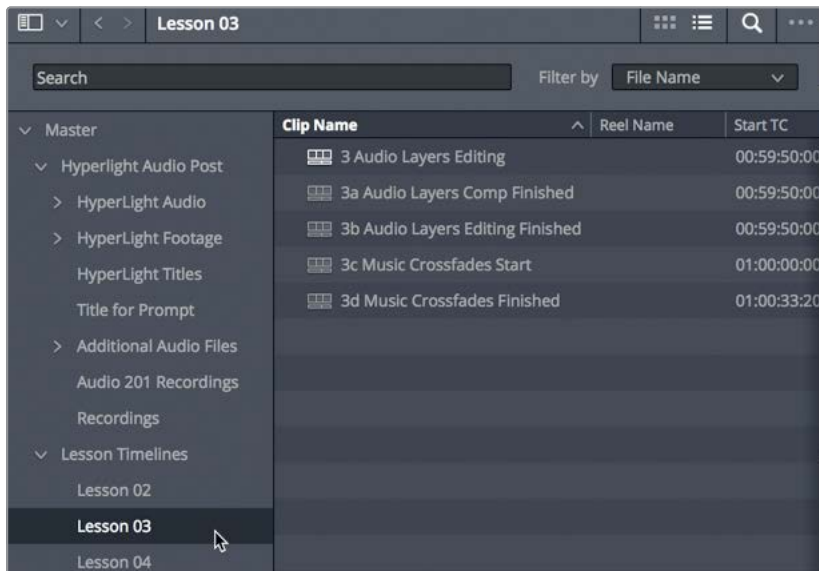 Lesson 03
Search
Filter by File Name
Master
Hyperlight Audio Post
HyperLight Audio
HyperLight Footage
HyperLight Titles
Title for Prompt
Additional Audio Files
Audio 201 Recordings
Recordings
Lesson Timelines
Lesson 02
Lesson 03
Lesson 04
Clip Name Reel Name Start TC
3 Audio Layers Editing 00:59:50:00
3a Audio Layers Comp Finished 00:59:50:00
3b Audio Layers Editing Finished 00:59:50:00
3c Music Crossfades Start 01:00:00:00
3d Music Crossfades Finished 01:00:33:20